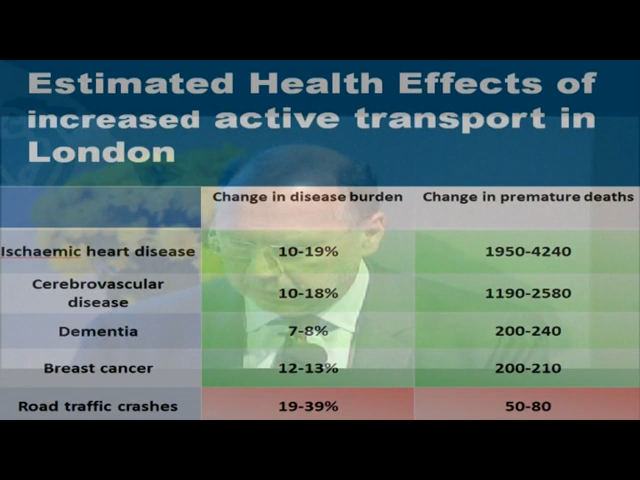 Estimated Health Effects of
increased active transport in
London
Change in disease burden Change in premature deaths
Ischaemic heart disease 10-19% 1950-4240
Cerebrovascular
disease 10-18% 1190-2580
Dementia 7-8% 200-240
Breast cancer 12-13% 200-210
Road traffic crashes 19-39% 50-80